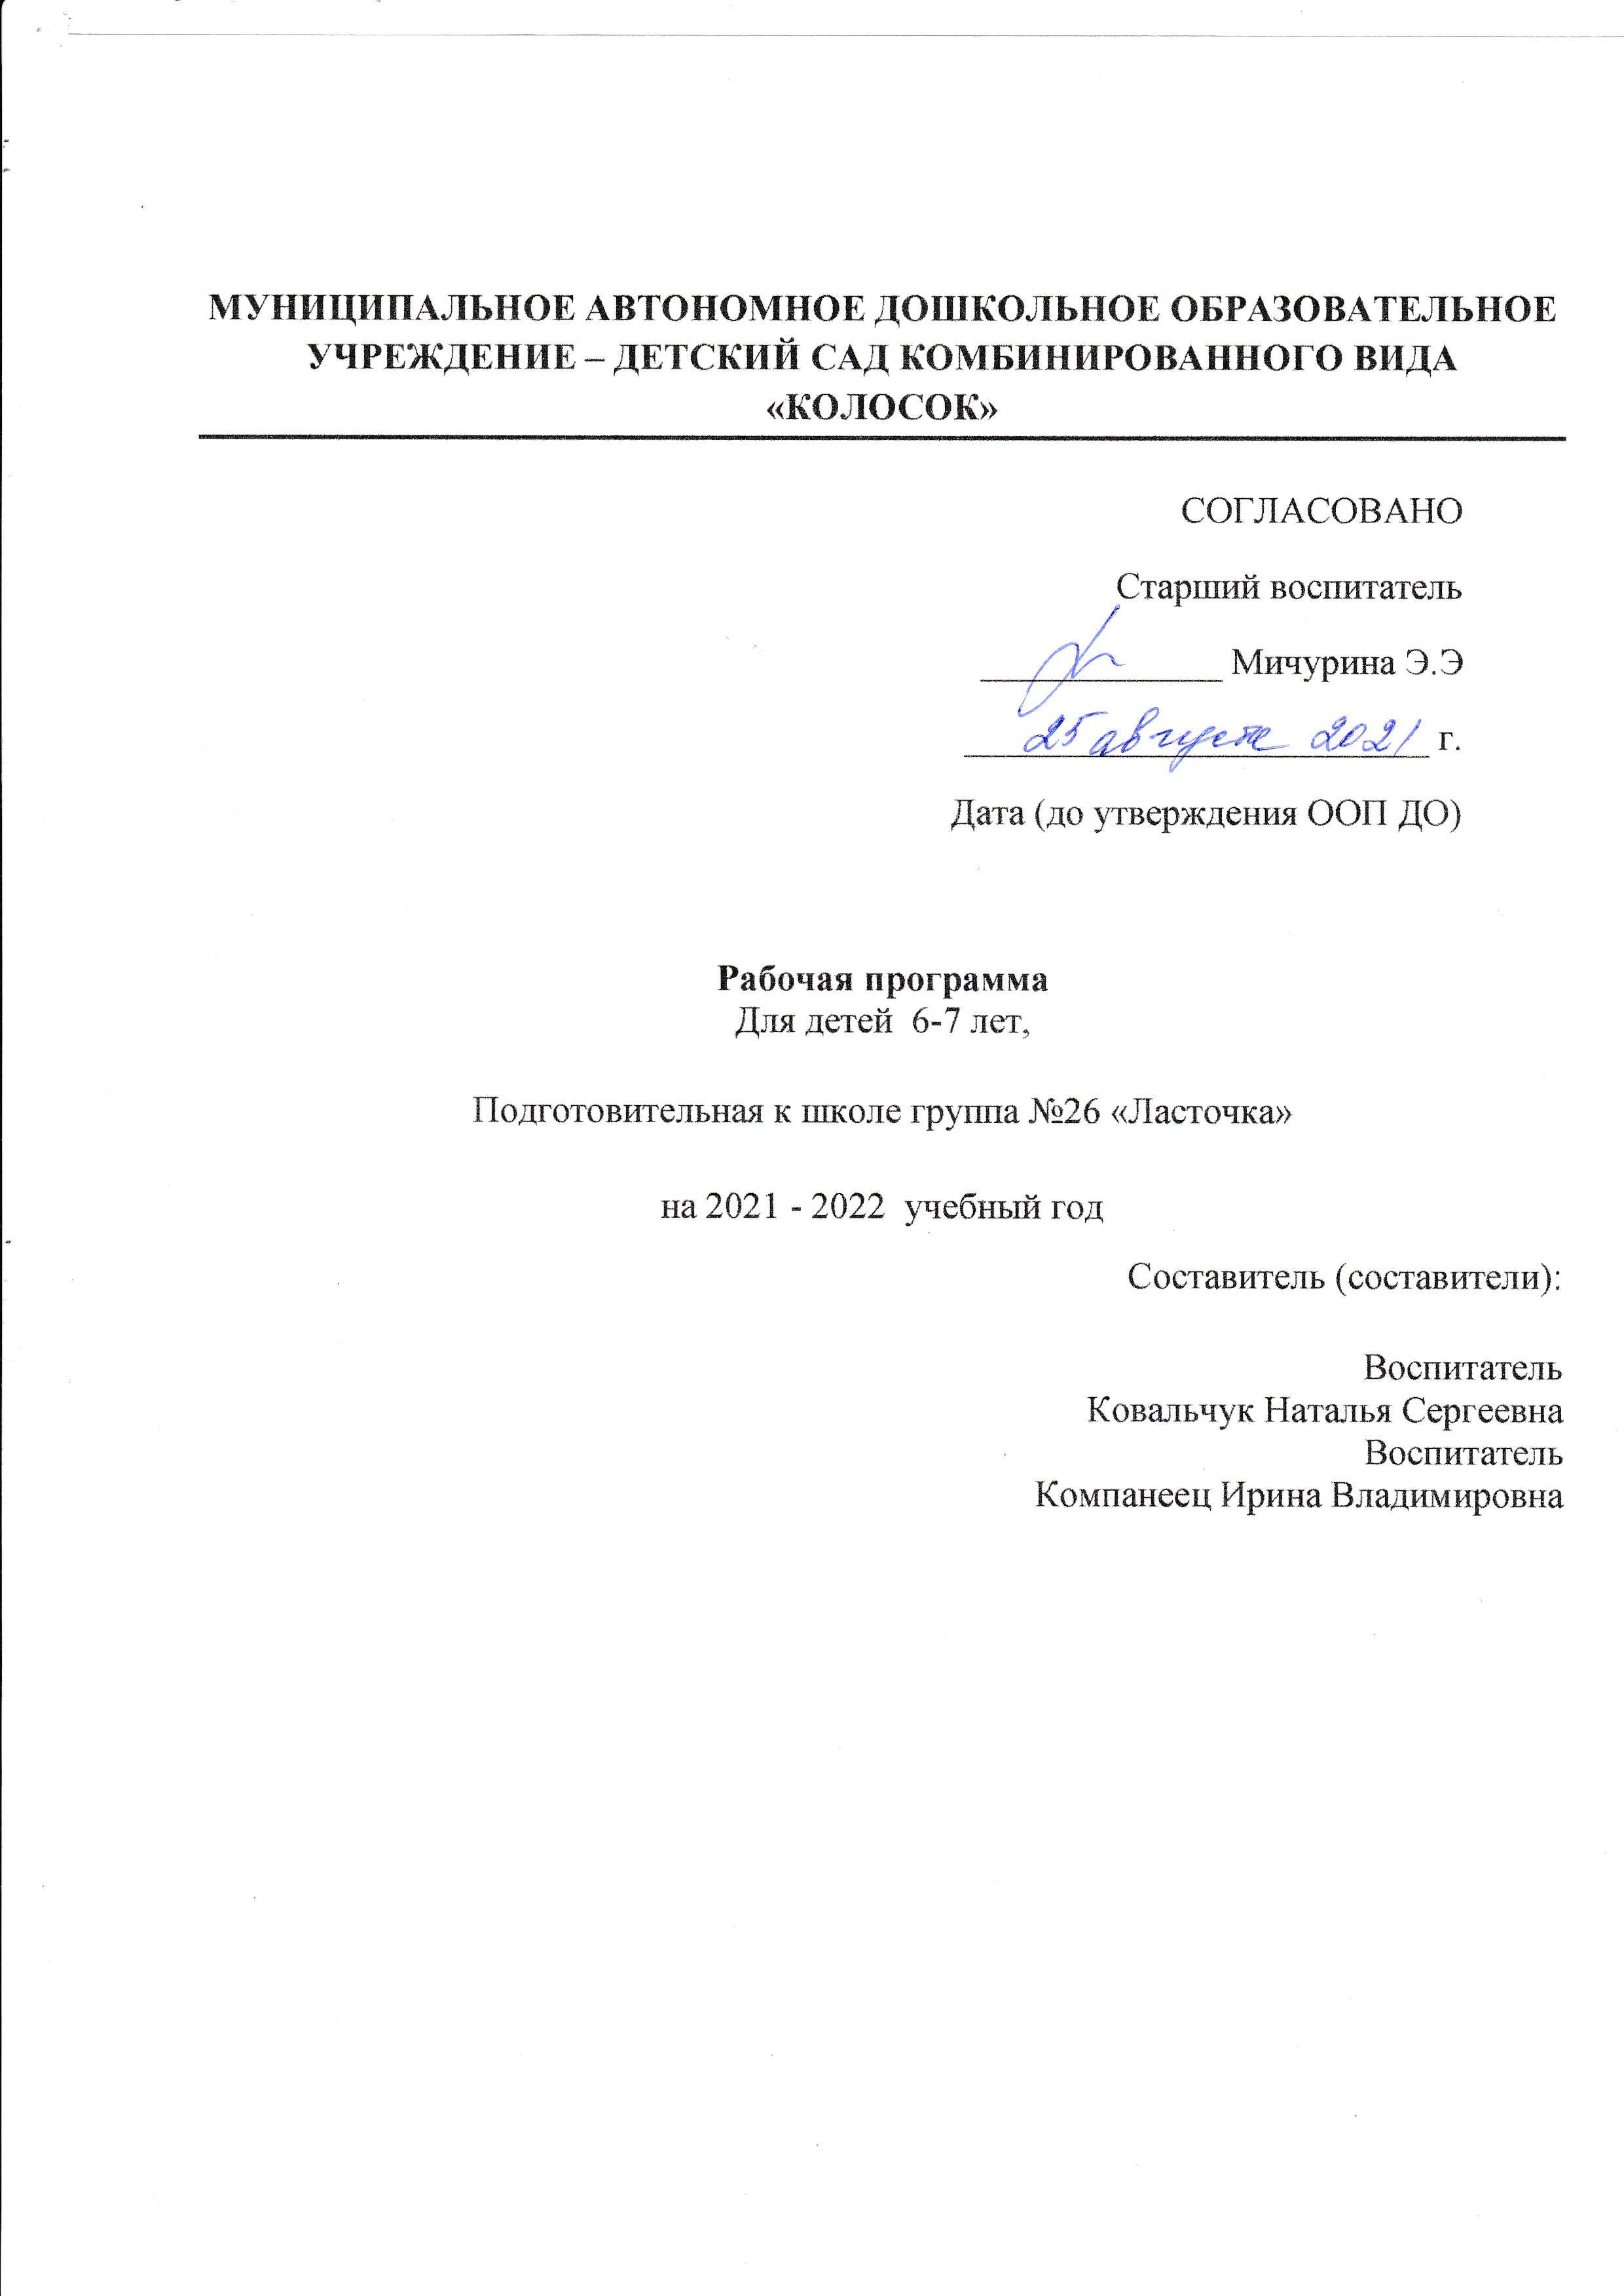 МУНИЦИПАЛЬНОЕ АВТОНОМНОЕ ДОШКОЛЬНОЕ ОБРАЗОВАТЕЛЬНОЕ
УЧРЕЖДЕНИЕ – ДЕТСКИЙ САД КОМБИНИРОВАННОГО ВИДА
«КОЛОСОК»
СОГЛАСОВАНО
Старший воспитатель
_____________ Мичурина Э.Э
25 августа 2021 г.
Дата (до утверждения ООП ДО)
Рабочая программа
Для детей 6-7 лет,
Подготовительная к школе группа №26 «Ласточка»
на 2021 - 2022 учебный год
Составитель (составители):
Воспитатель
Ковальчук Наталья Сергеевна
Воспитатель
Компанеец Ирина Владимировна